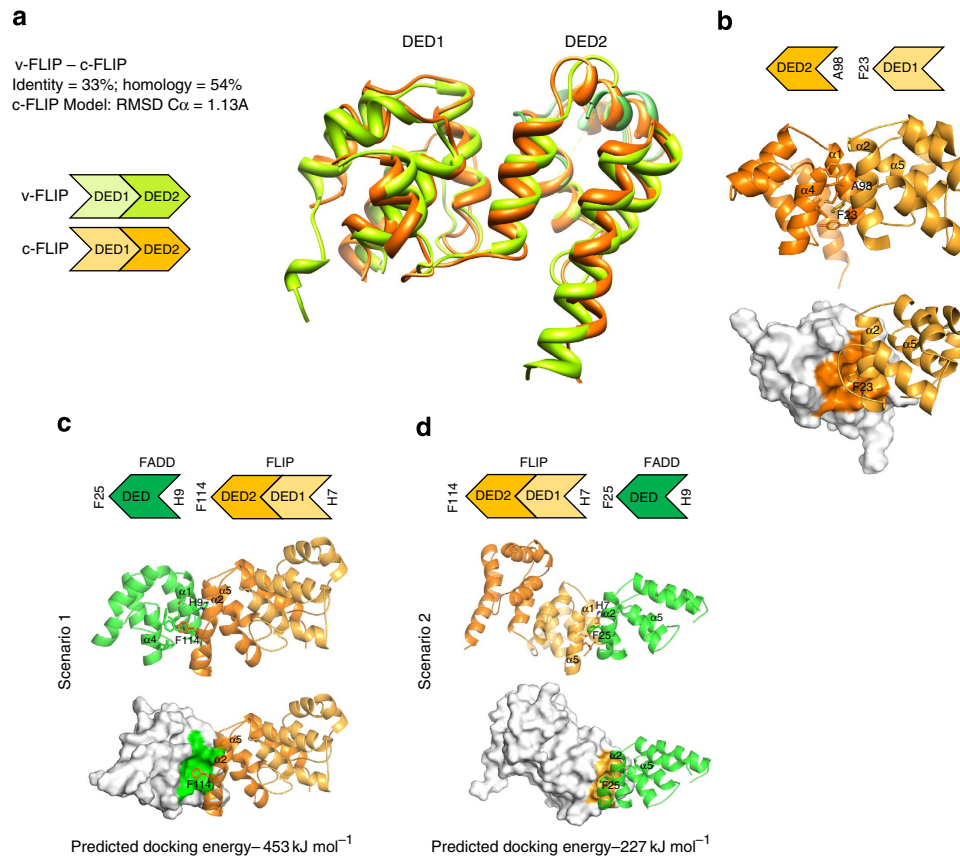 a
v-FLIP – c-FLIP
Identity = 33%; homology = 54%
c-FLIP Model: RMSD Cα = 1.13A
v-FLIP DED1 DED2
c-FLIP DED1 DED2
DED1 DED2
b
DED2 A98 F23 DED1
α1 α2
α5
α4 A98
F23
α2
α5
F23
c
FADD FLIP
F25 DED H9 F114 DED2 DED1 H7
Scenario 1
α1 α5
H9 α2
α4 F114
α5
α2
F114
Predicted docking energy– 453 kJ mol⁻¹
d
FLIP FADD
F114 DED2 DED1 H7 F25 DED H9
Scenario 2
α1 H7
α2 α5
F25
α5
α2
α5
F25
Predicted docking energy–227 kJ mol⁻¹